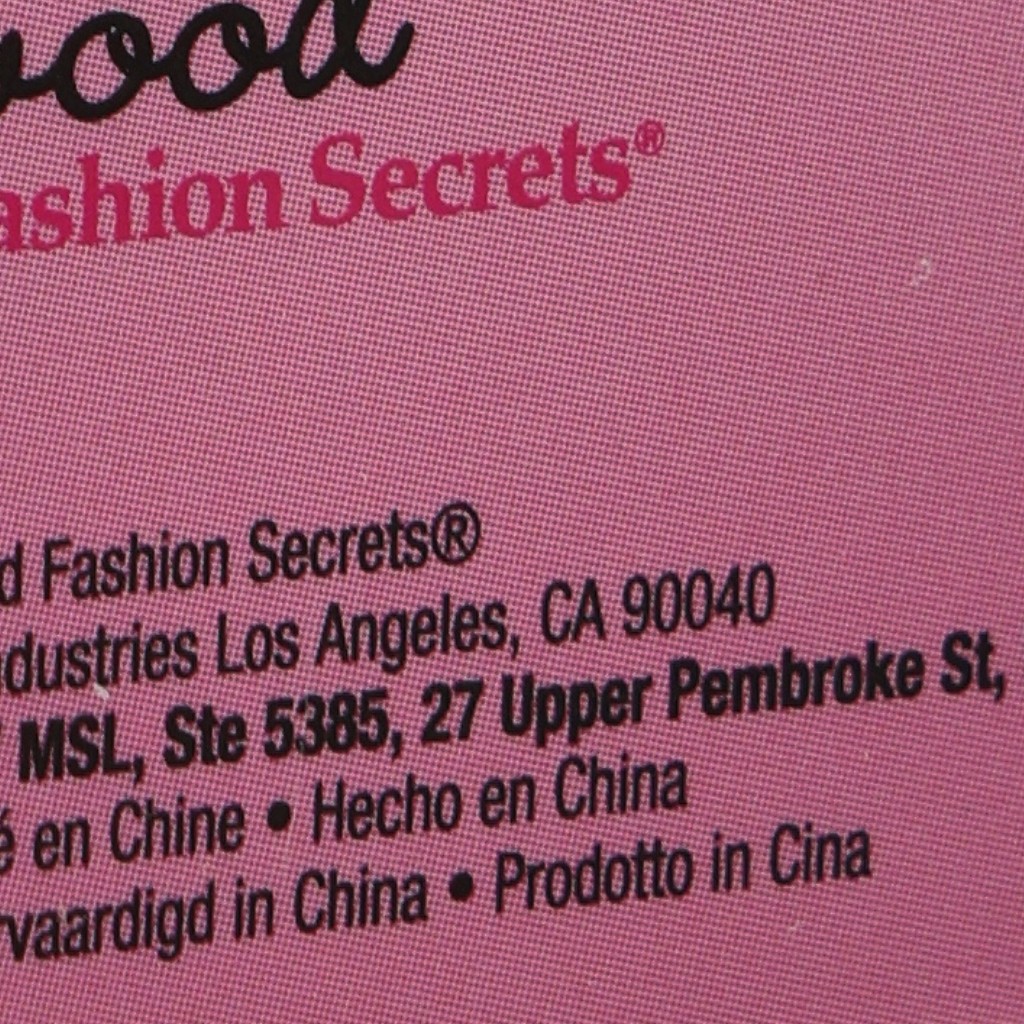 ood
ashion Secrets®
d Fashion Secrets®
dustries Los Angeles, CA 90040
MSL, Ste 5385, 27 Upper Pembroke St,
é en Chine • Hecho en China
vaardigd in China • Prodotto in Cina